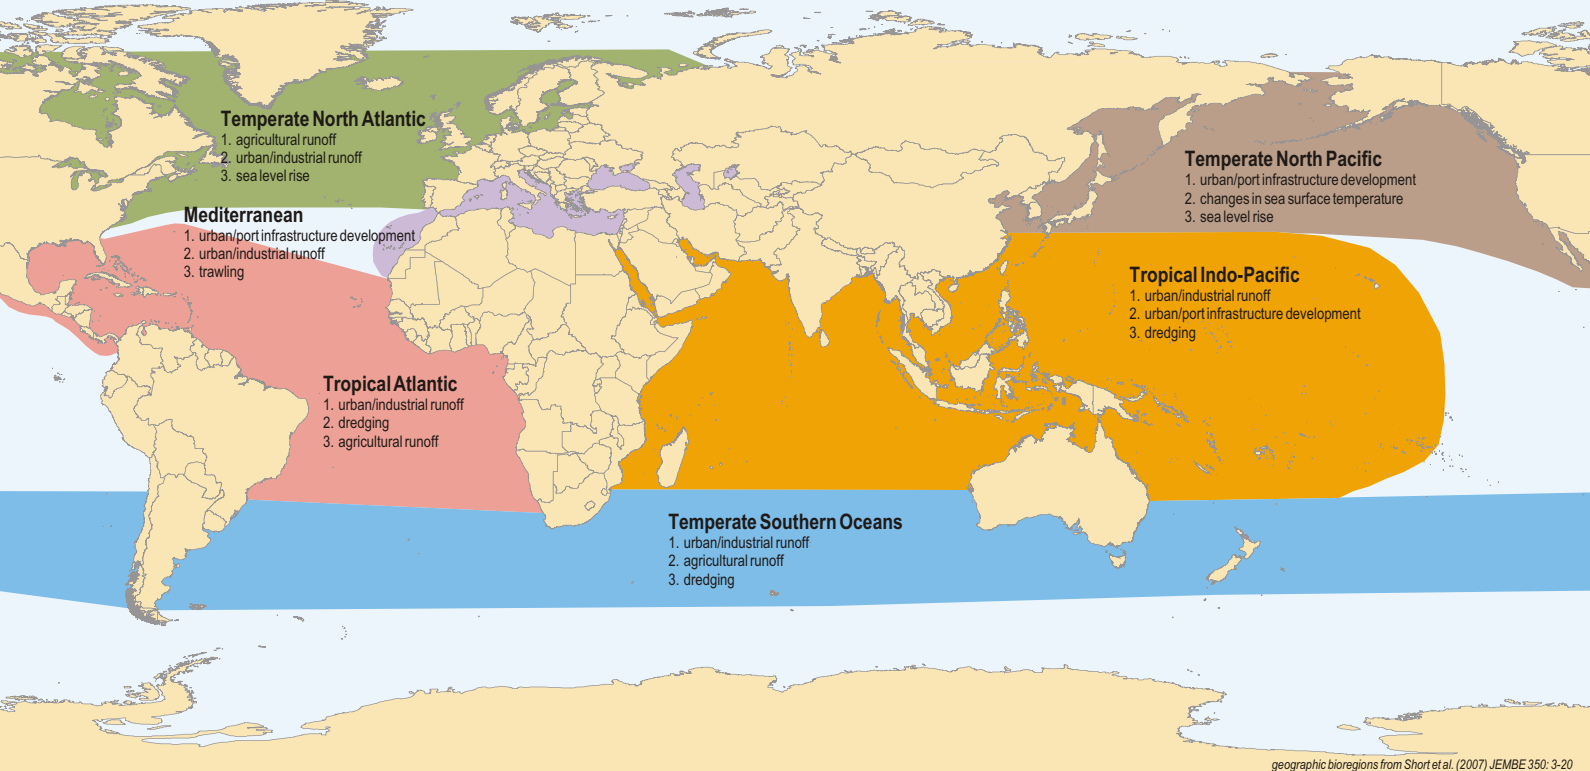 Temperate North Atlantic
1. agricultural runoff
2. urban/industrial runoff
3. sea level rise
Mediterranean
1. urban/port infrastructure development
2. urban/industrial runoff
3. trawling
Temperate North Pacific
1. urban/port infrastructure development
2. changes in sea surface temperature
3. sea level rise
Tropical Indo-Pacific
1. urban/industrial runoff
2. urban/port infrastructure development
3. dredging
Tropical Atlantic
1. urban/industrial runoff
2. dredging
3. agricultural runoff
Temperate Southern Oceans
1. urban/industrial runoff
2. agricultural runoff
3. dredging
geographic bioregions from Short et al. (2007) JEMBE 350: 3-20